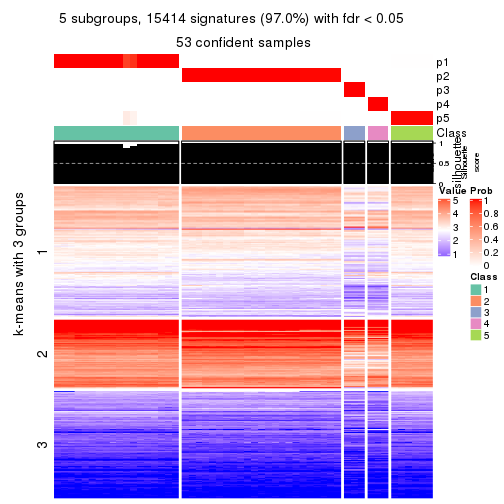 5 subgroups, 15414 signatures (97.0%) with fdr < 0.05
53 confident samples
p1
p2
p3
p4
p5
Class
1
0.5
0
silhouette
Silhouette
score
k-means with 3 groups
1
2
3
Value
5
4
3
2
1
Prob
1
0.8
0.6
0.4
0.2
0
Class
1
2
3
4
5